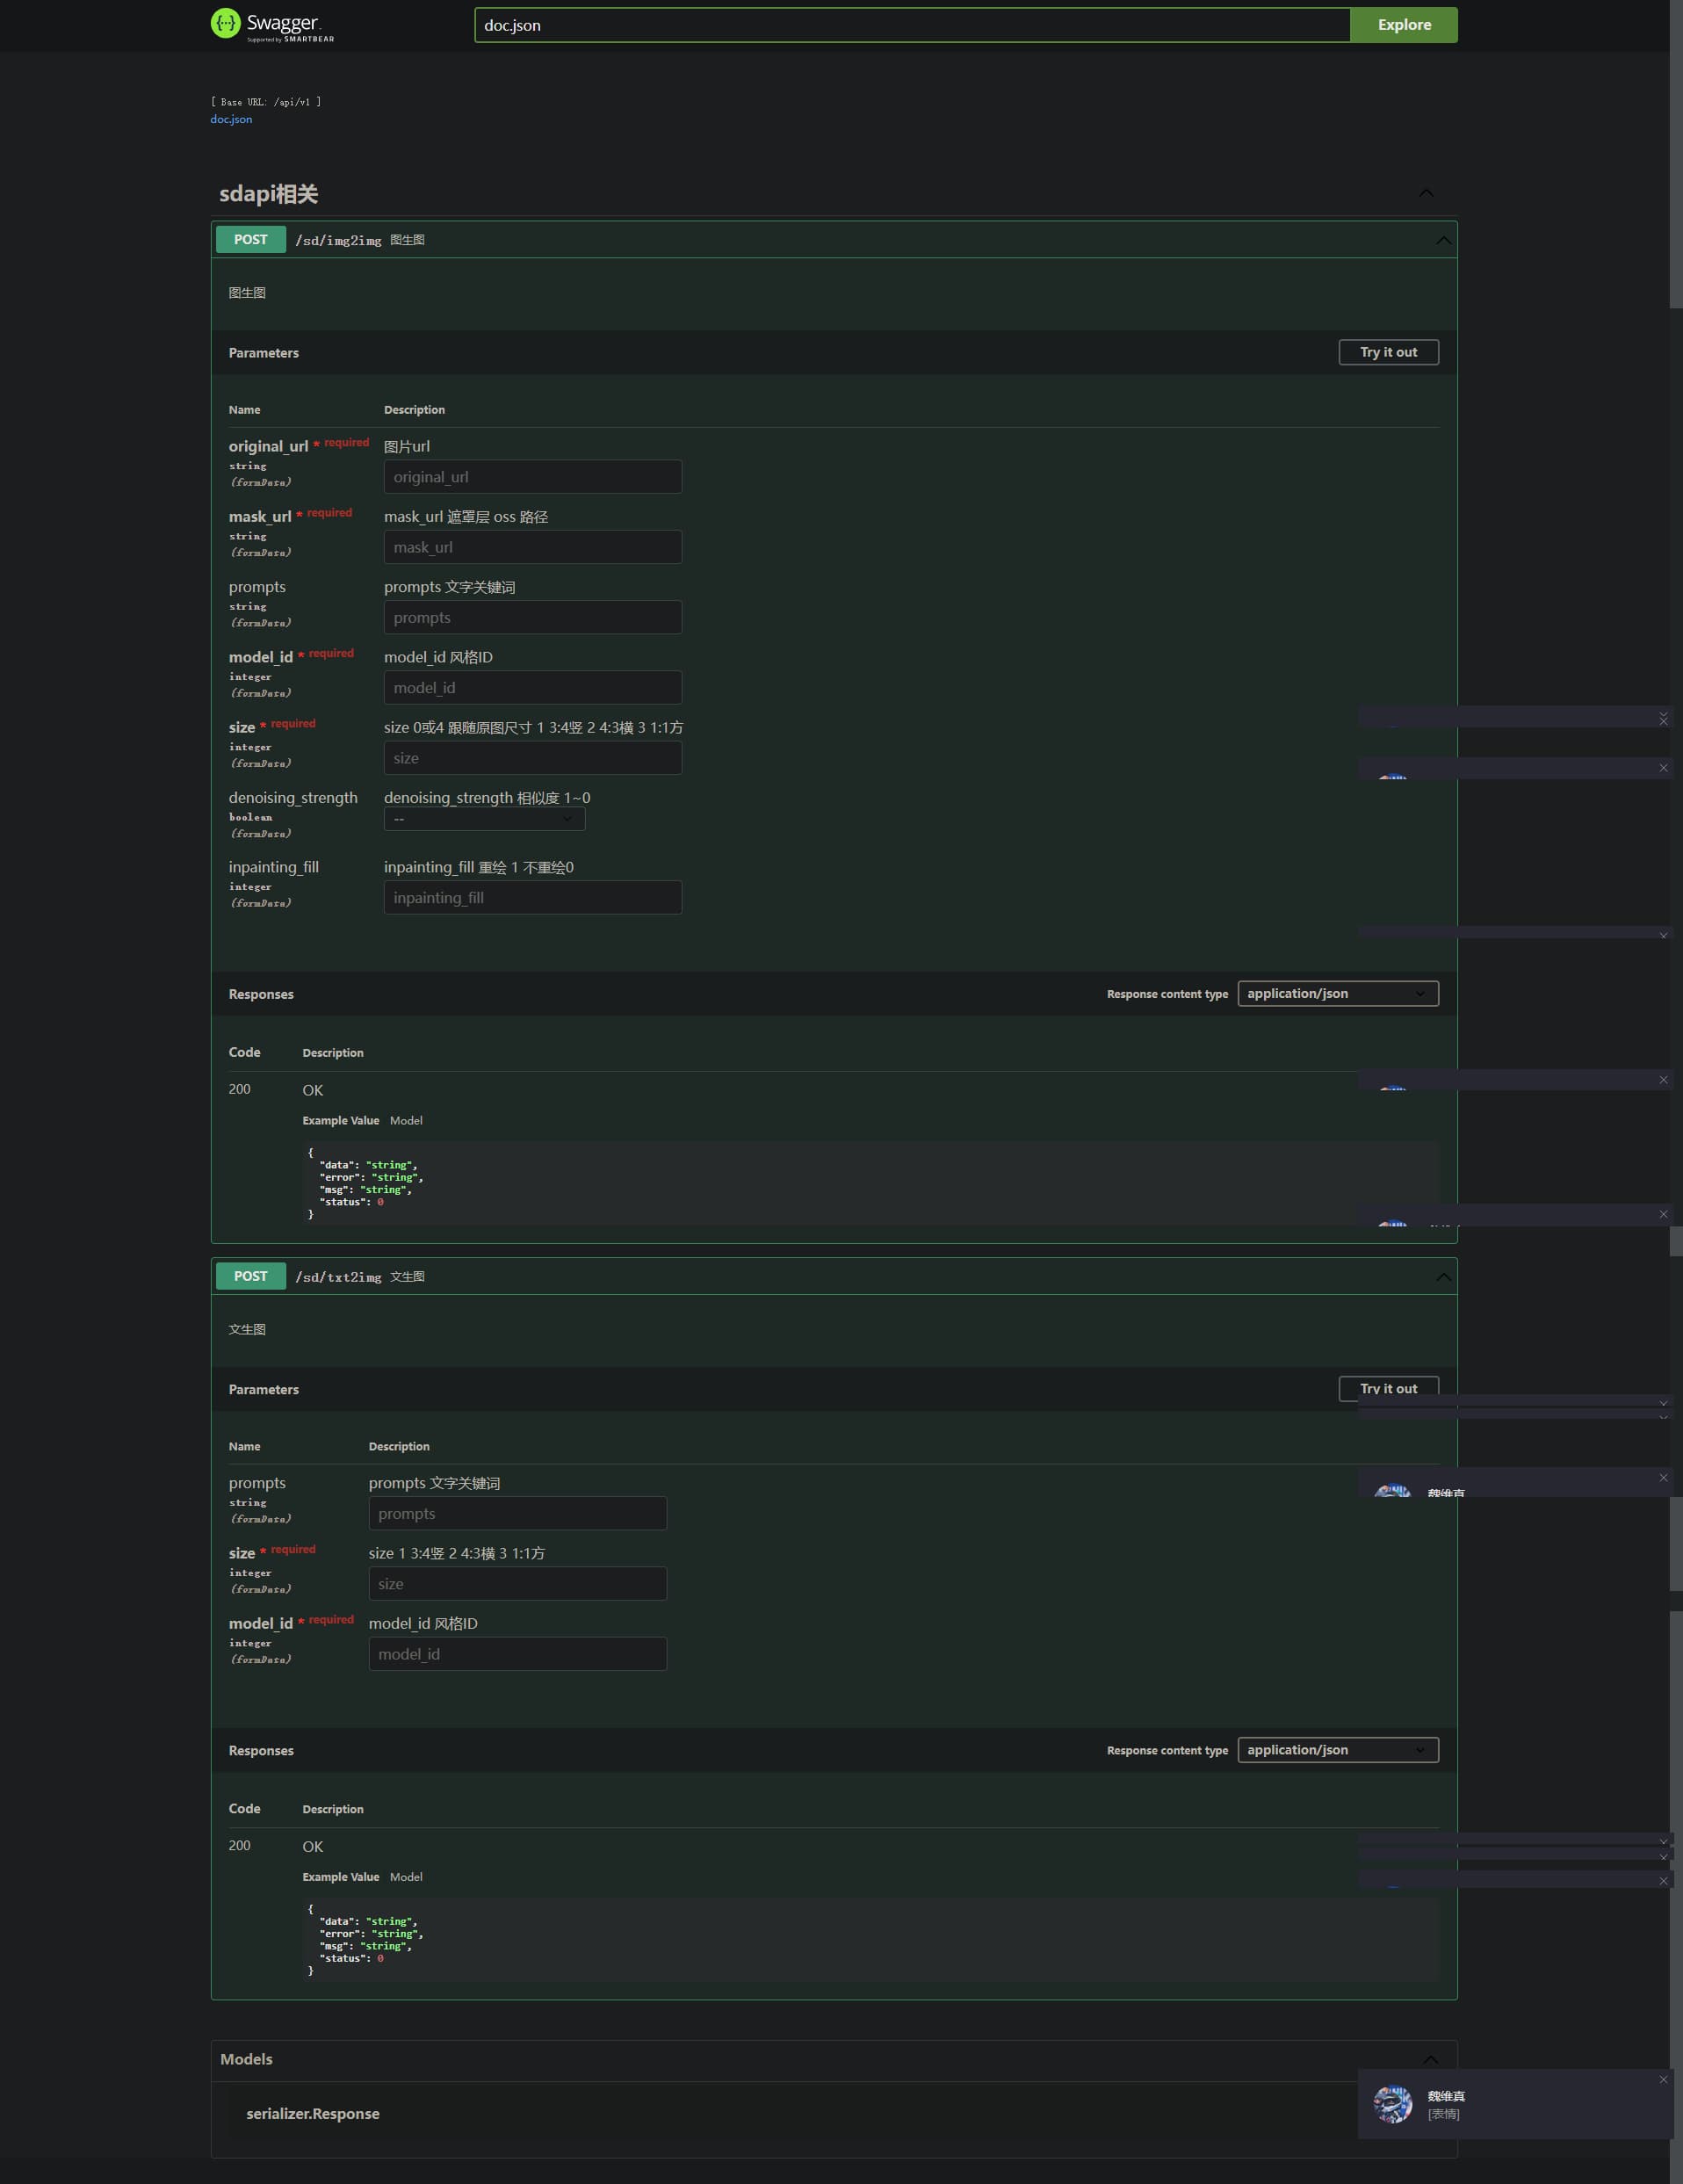 Swagger
Supported by SMARTBEAR
doc.json
Explore
[ Base URL: /api/v1 ]
doc.json
sdapi相关
POST /sd/img2img 图生图
图生图
Parameters
Try it out
Name Description
original_url * required 图片url
string
(formData)
original_url
mask_url * required mask_url 遮罩层 oss 路径
string
(formData)
mask_url
prompts prompts 文字关键词
string
(formData)
prompts
model_id * required model_id 风格ID
integer
(formData)
model_id
size * required size 0或4 跟随原图尺寸 1 3:4竖 2 4:3横 3 1:1方
integer
(formData)
size
denoising_strength denoising_strength 相似度 1~0
boolean
(formData)
--
inpainting_fill inpainting_fill 重绘 1 不重绘0
integer
(formData)
inpainting_fill
Responses
Response content type application/json
Code Description
200 OK
Example Value Model
{
"data": "string",
"error": "string",
"msg": "string",
"status": 0
}
POST /sd/txt2img 文生图
文生图
Parameters
Try it out
Name Description
prompts prompts 文字关键词
string
(formData)
prompts
魏维真
size * required size 1 3:4竖 2 4:3横 3 1:1方
integer
(formData)
size
model_id * required model_id 风格ID
integer
(formData)
model_id
Responses
Response content type application/json
Code Description
200 OK
Example Value Model
{
"data": "string",
"error": "string",
"msg": "string",
"status": 0
}
Models
serializer.Response
魏维真
[表情]